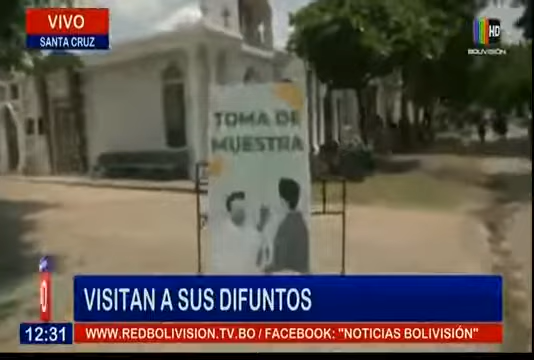 VIVO
SANTA CRUZ
HD
BOLIVISIÓN
TOMA DE
MUESTRA
VISITAN A SUS DIFUNTOS
12:31
WWW.REDBOLIVISION.TV.BO / FACEBOOK: "NOTICIAS BOLIVISIÓN"